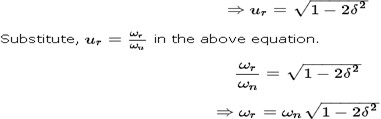 ⇒ u_r = √(1 − 2δ²)
Substitute, u_r = ω_r/ω_n in the above equation.
ω_r/ω_n = √(1 − 2δ²)
⇒ ω_r = ω_n √(1 − 2δ²)